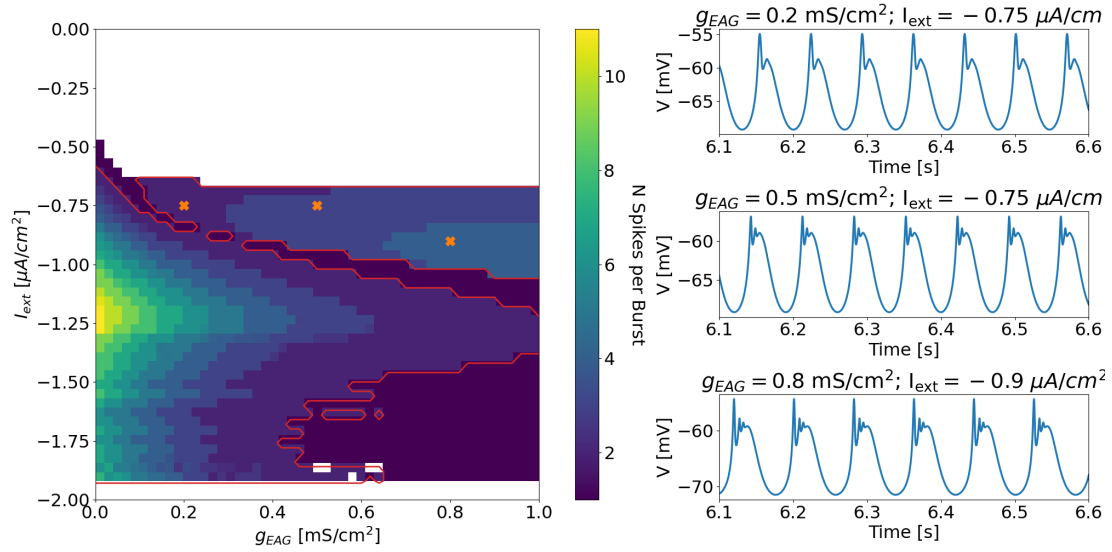 0.00
−0.25
−0.50
−0.75
−1.00
−1.25
−1.50
−1.75
−2.00
I_ext [μA/cm²]
0.0 0.2 0.4 0.6 0.8 1.0
g_EAG [mS/cm²]
10
8
6
4
2
N Spikes per Burst
g_EAG = 0.2 mS/cm²; I_ext = −0.75 μA/cm
−55
−60
−65
V [mV]
6.1 6.2 6.3 6.4 6.5 6.6
Time [s]
g_EAG = 0.5 mS/cm²; I_ext = −0.75 μA/cm
−60
−65
V [mV]
6.1 6.2 6.3 6.4 6.5 6.6
Time [s]
g_EAG = 0.8 mS/cm²; I_ext = −0.9 μA/cm²
−60
−70
V [mV]
6.1 6.2 6.3 6.4 6.5 6.6
Time [s]